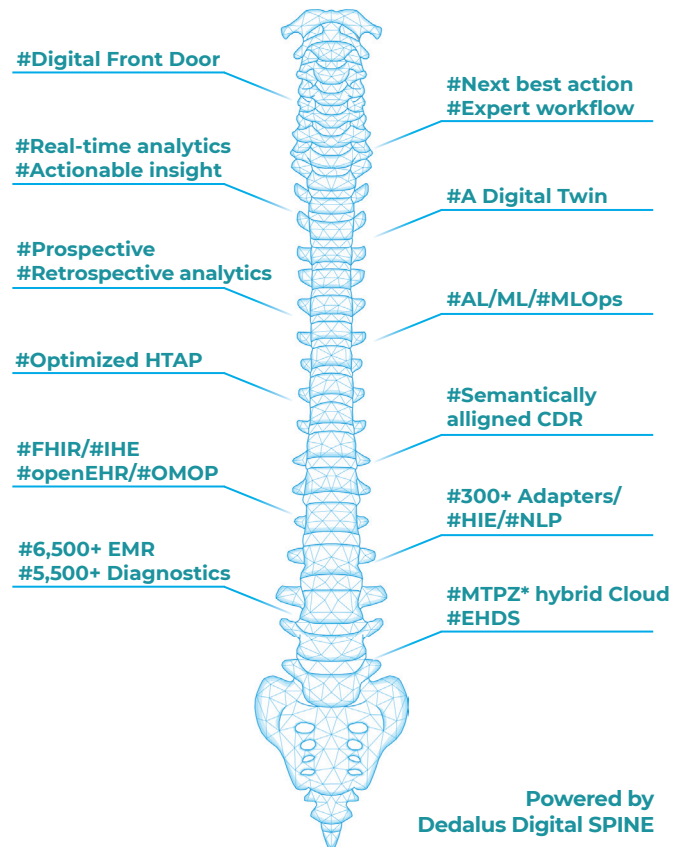 #Digital Front Door
#Next best action
#Expert workflow
#Real-time analytics
#Actionable insight
#A Digital Twin
#Prospective
#Retrospective analytics
#AL/ML/#MLOps
#Optimized HTAP
#Semantically
alligned CDR
#FHIR/#IHE
#openEHR/#OMOP
#300+ Adapters/
#HIE/#NLP
#6,500+ EMR
#5,500+ Diagnostics
#MTPZ* hybrid Cloud
#EHDS
Powered by
Dedalus Digital SPINE